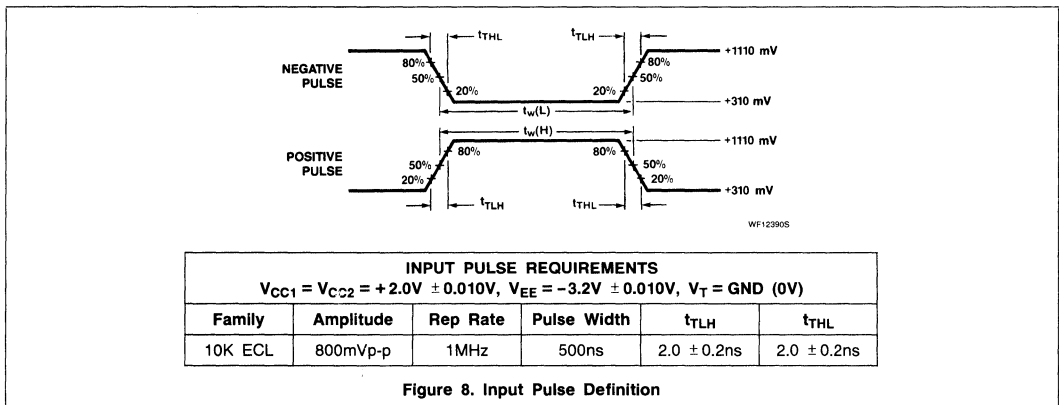 tTHL tTLH +1110 mV
NEGATIVE PULSE 80% 50% 20% 20% 80% 50%
+310 mV
tw(L)
tw(H) +1110 mV
POSITIVE PULSE 20% 50% 80% 80% 50% 20%
+310 mV
tTLH tTHL
WF12390S
INPUT PULSE REQUIREMENTS
VCC1 = VCC2 = +2.0V ±0.010V, VEE = −3.2V ±0.010V, VT = GND (0V)
Family Amplitude Rep Rate Pulse Width tTLH tTHL
10K ECL 800mVp-p 1MHz 500ns 2.0 ±0.2ns 2.0 ±0.2ns
Figure 8. Input Pulse Definition